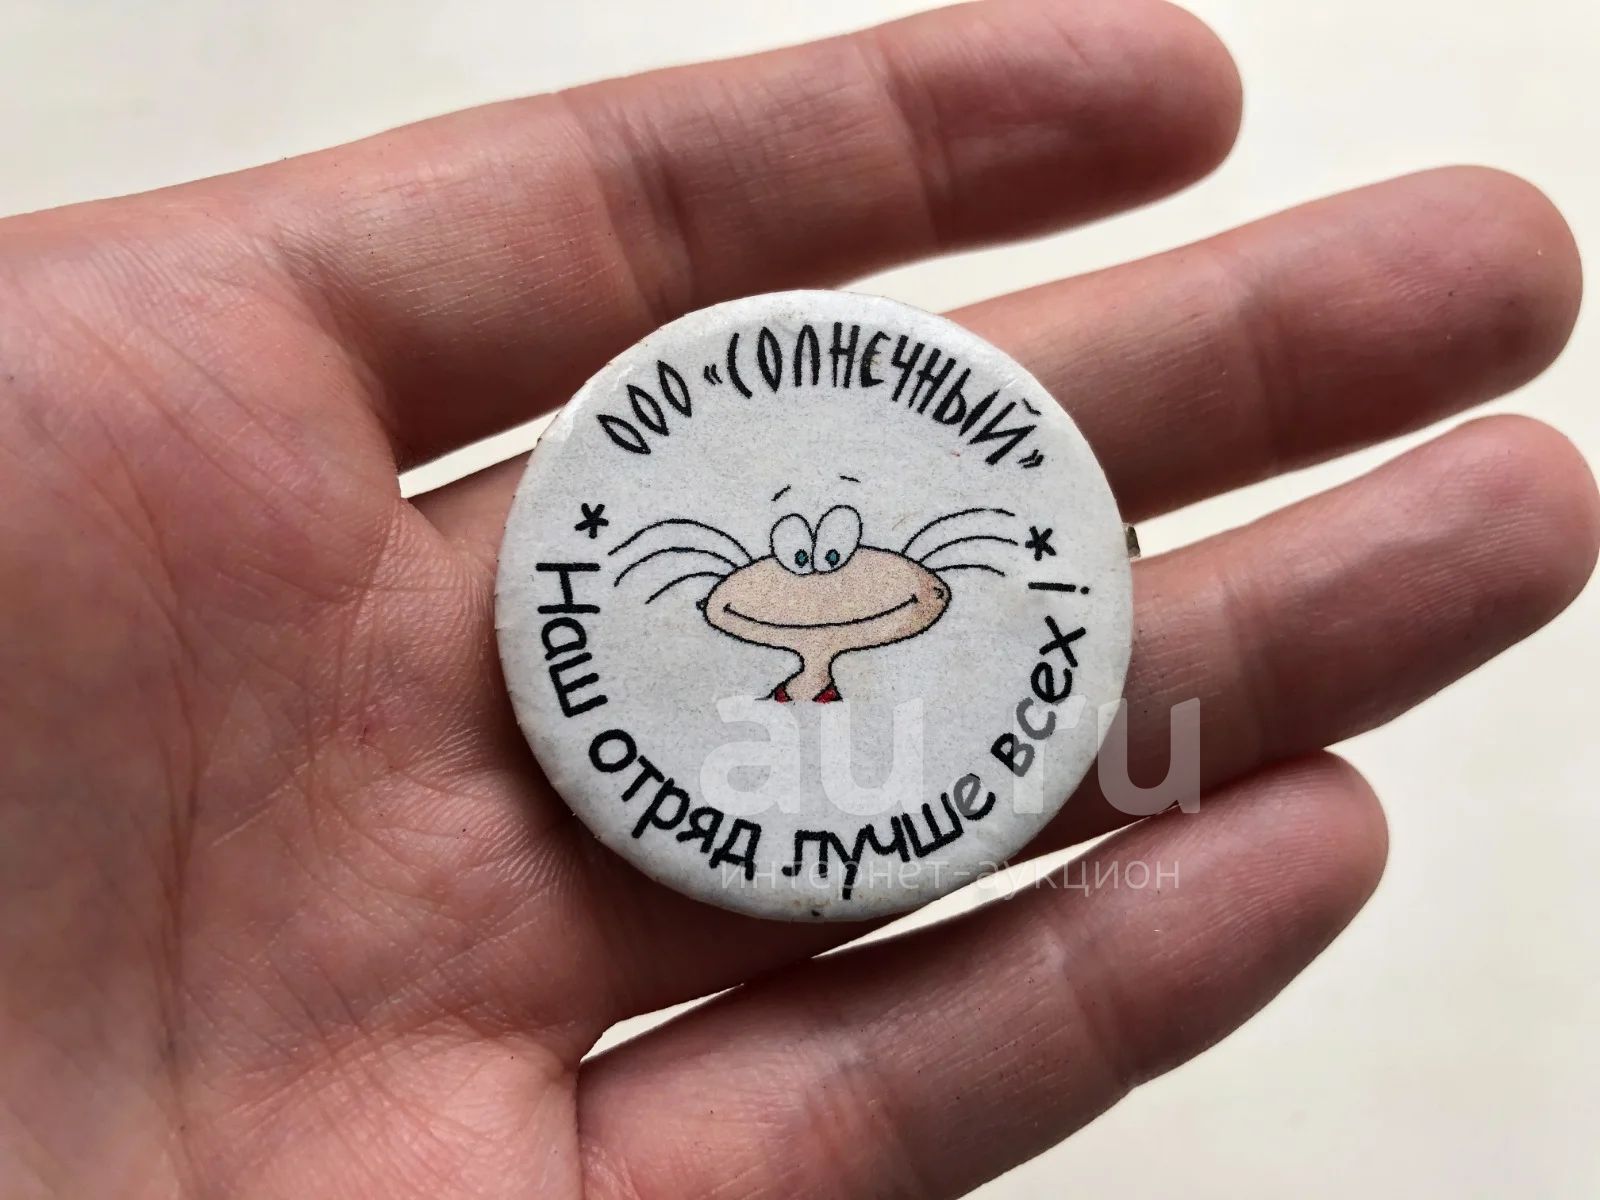 ООО «СОЛНЕЧНЫЙ»
* Наш отряд лучше всех! *
au.ru
интернет-аукцион